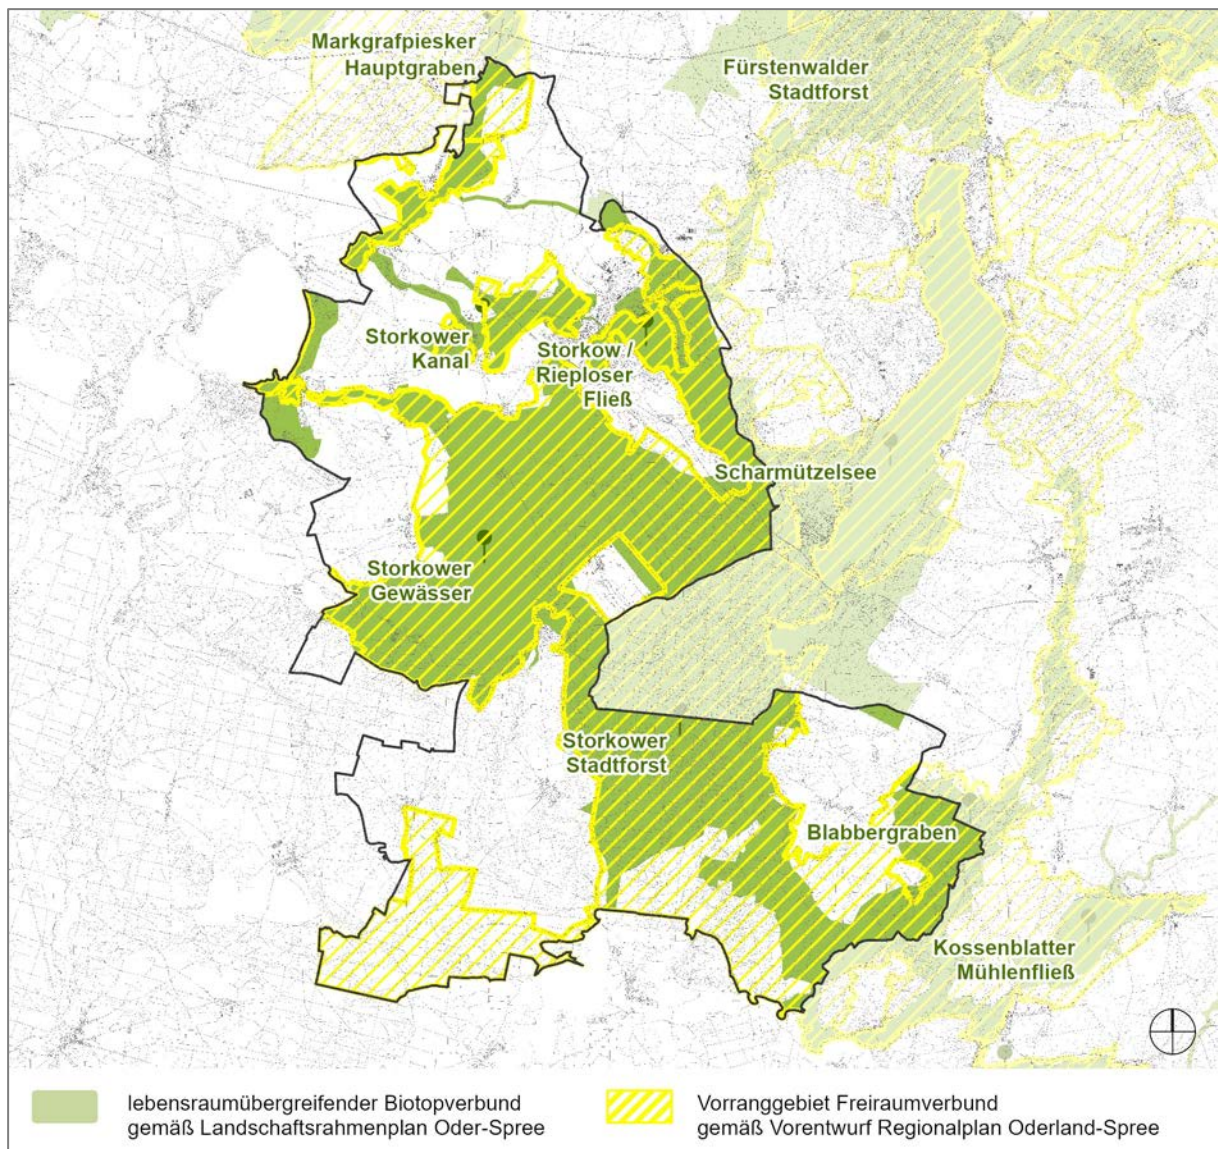 Markgrafpiesker
Hauptgraben
Fürstenwalder
Stadtforst
Storkower
Kanal
Storkow /
Rieploser
Fließ
Scharmützelsee
Storkower
Gewässer
Storkower
Stadtforst
Blabbergraben
Kossenblatter
Mühlenfließ
lebensraumübergreifender Biotopverbund
gemäß Landschaftsrahmenplan Oder-Spree
Vorranggebiet Freiraumverbund
gemäß Vorentwurf Regionalplan Oderland-Spree